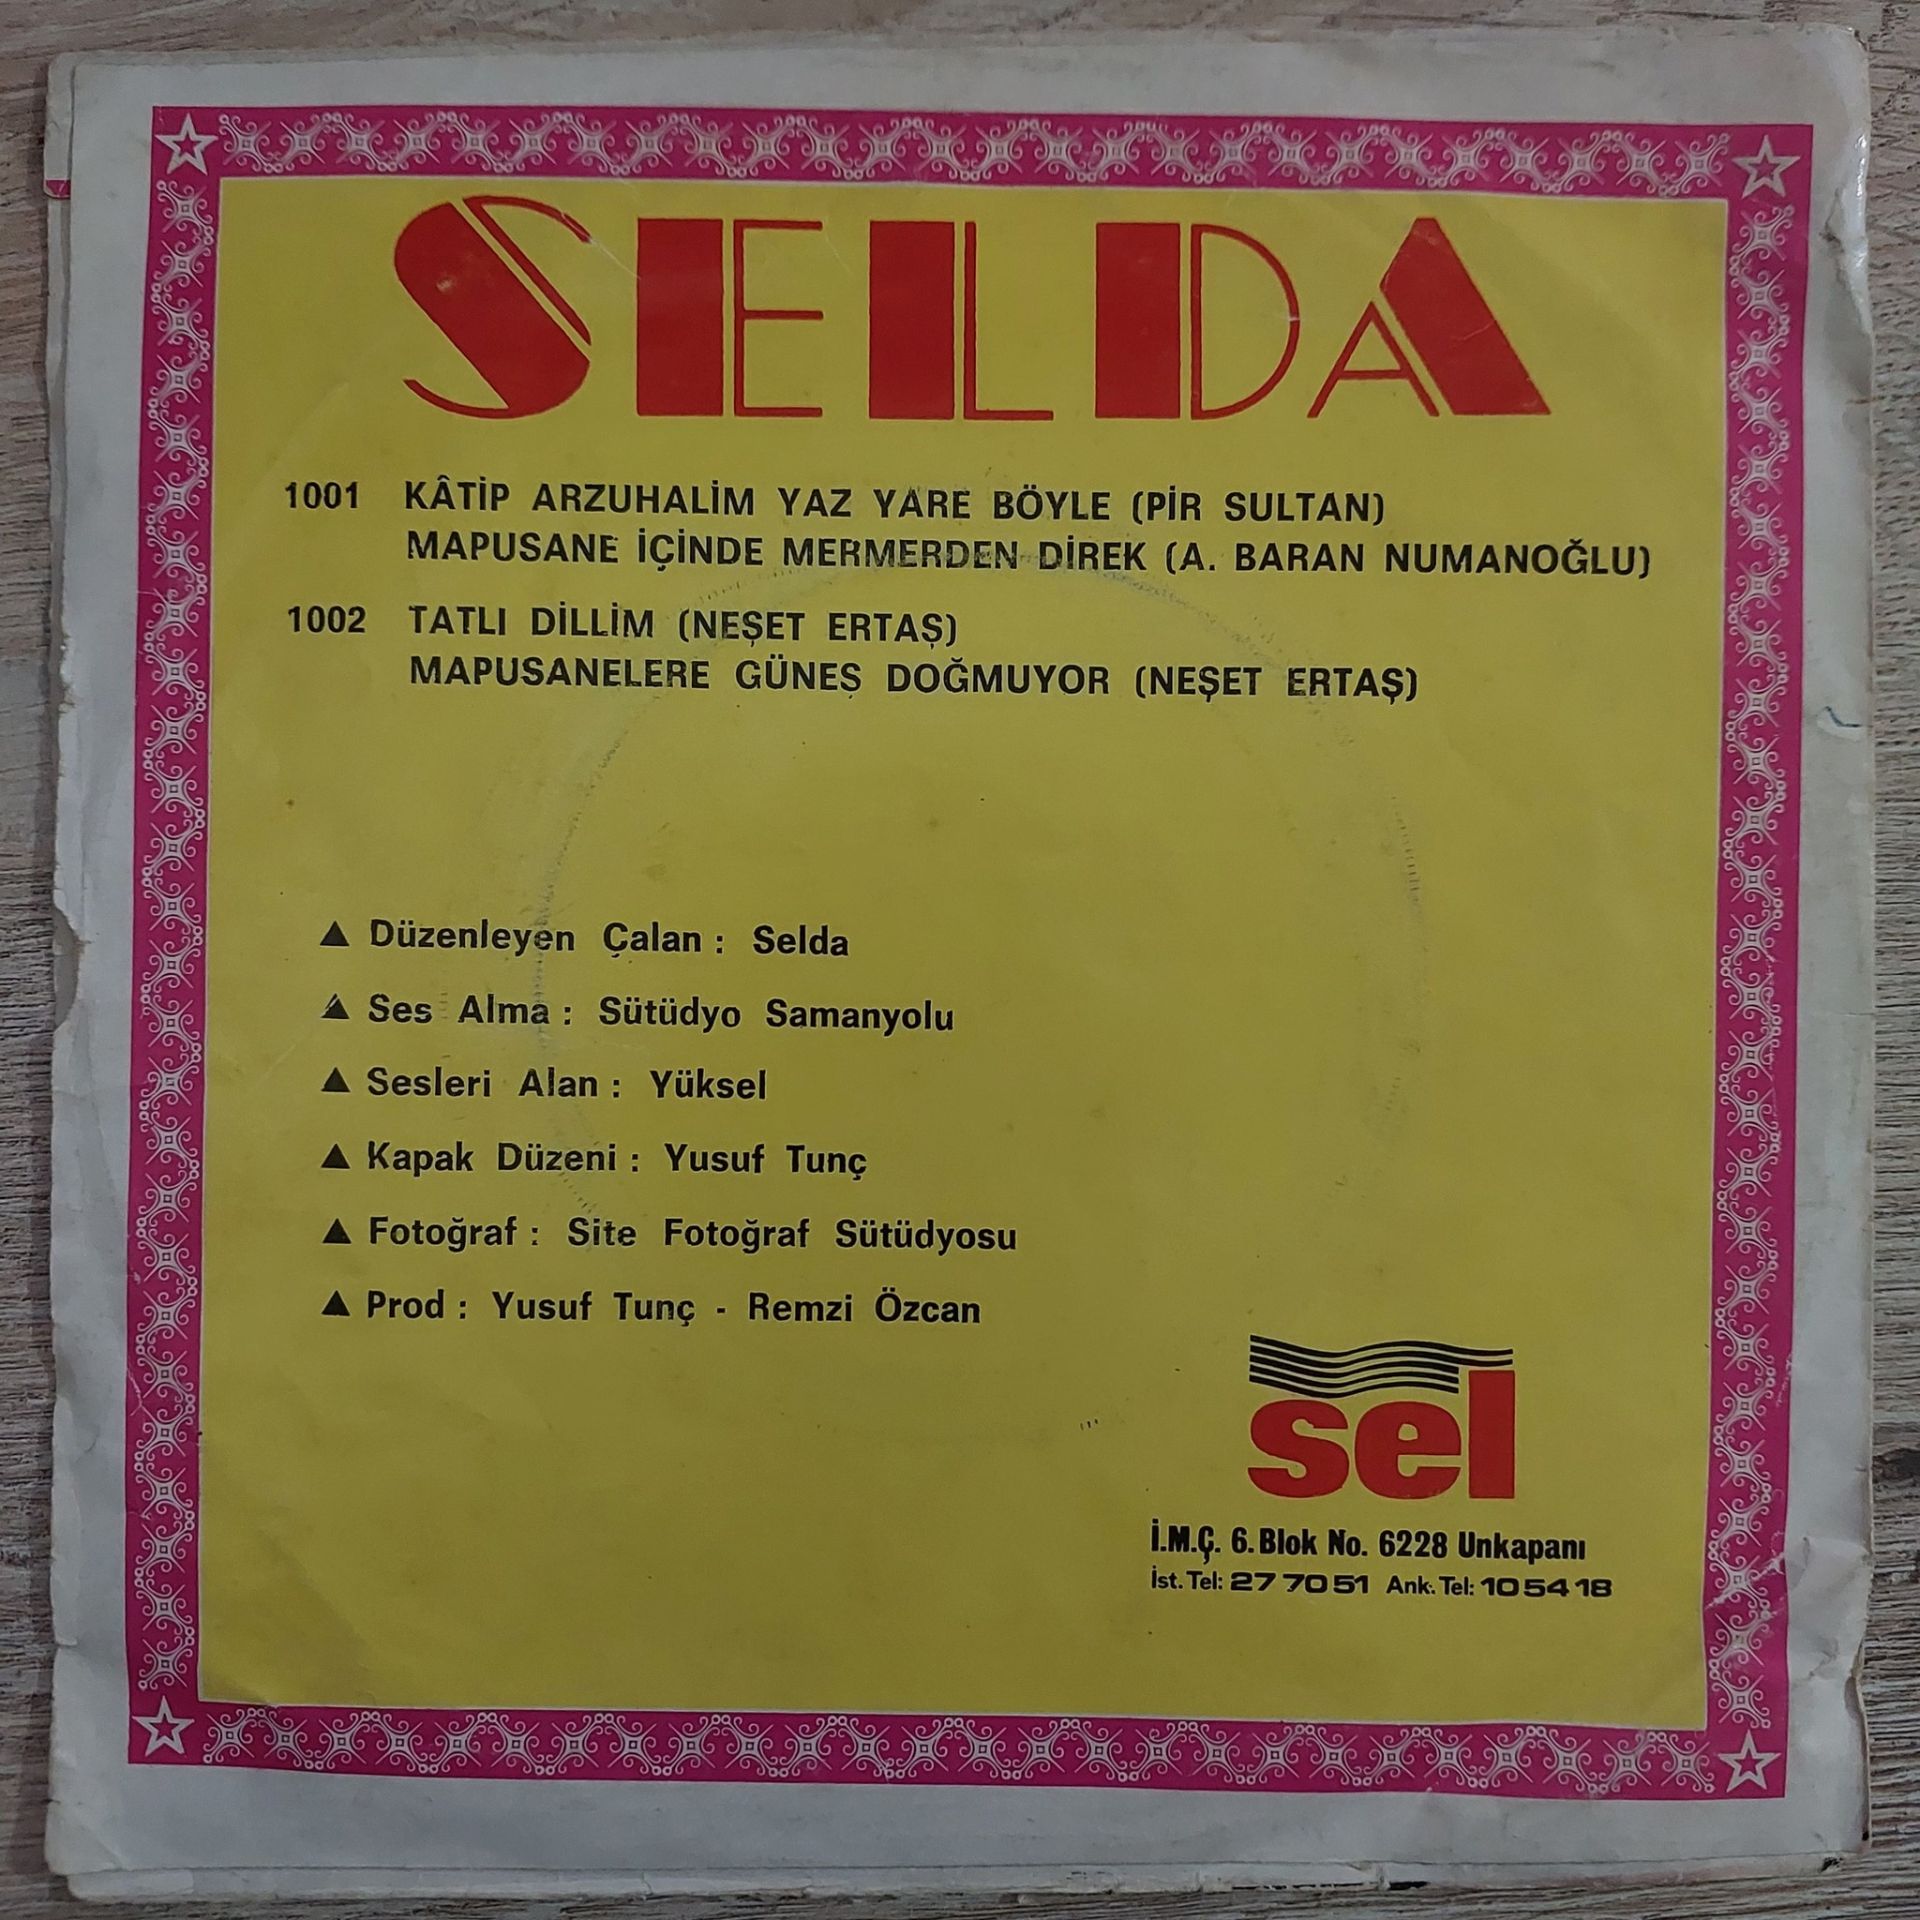 SELDA
1001 KÂTİP ARZUHALİM YAZ YARE BÖYLE (PİR SULTAN)
MAPUSANE İÇİNDE MERMERDEN DİREK (A. BARAN NUMANOĞLU)
1002 TATLI DİLLİM (NEŞET ERTAŞ)
MAPUSANELERE GÜNEŞ DOĞMUYOR (NEŞET ERTAŞ)
▲ Düzenleyen Çalan : Selda
▲ Ses Alma : Sütüdyo Samanyolu
▲ Sesleri Alan : Yüksel
▲ Kapak Düzeni : Yusuf Tunç
▲ Fotoğraf : Site Fotoğraf Sütüdyosu
▲ Prod : Yusuf Tunç - Remzi Özcan
sel
İ.M.Ç. 6. Blok No. 6228 Unkapanı
İst. Tel: 27 70 51 Ank. Tel: 10 54 18